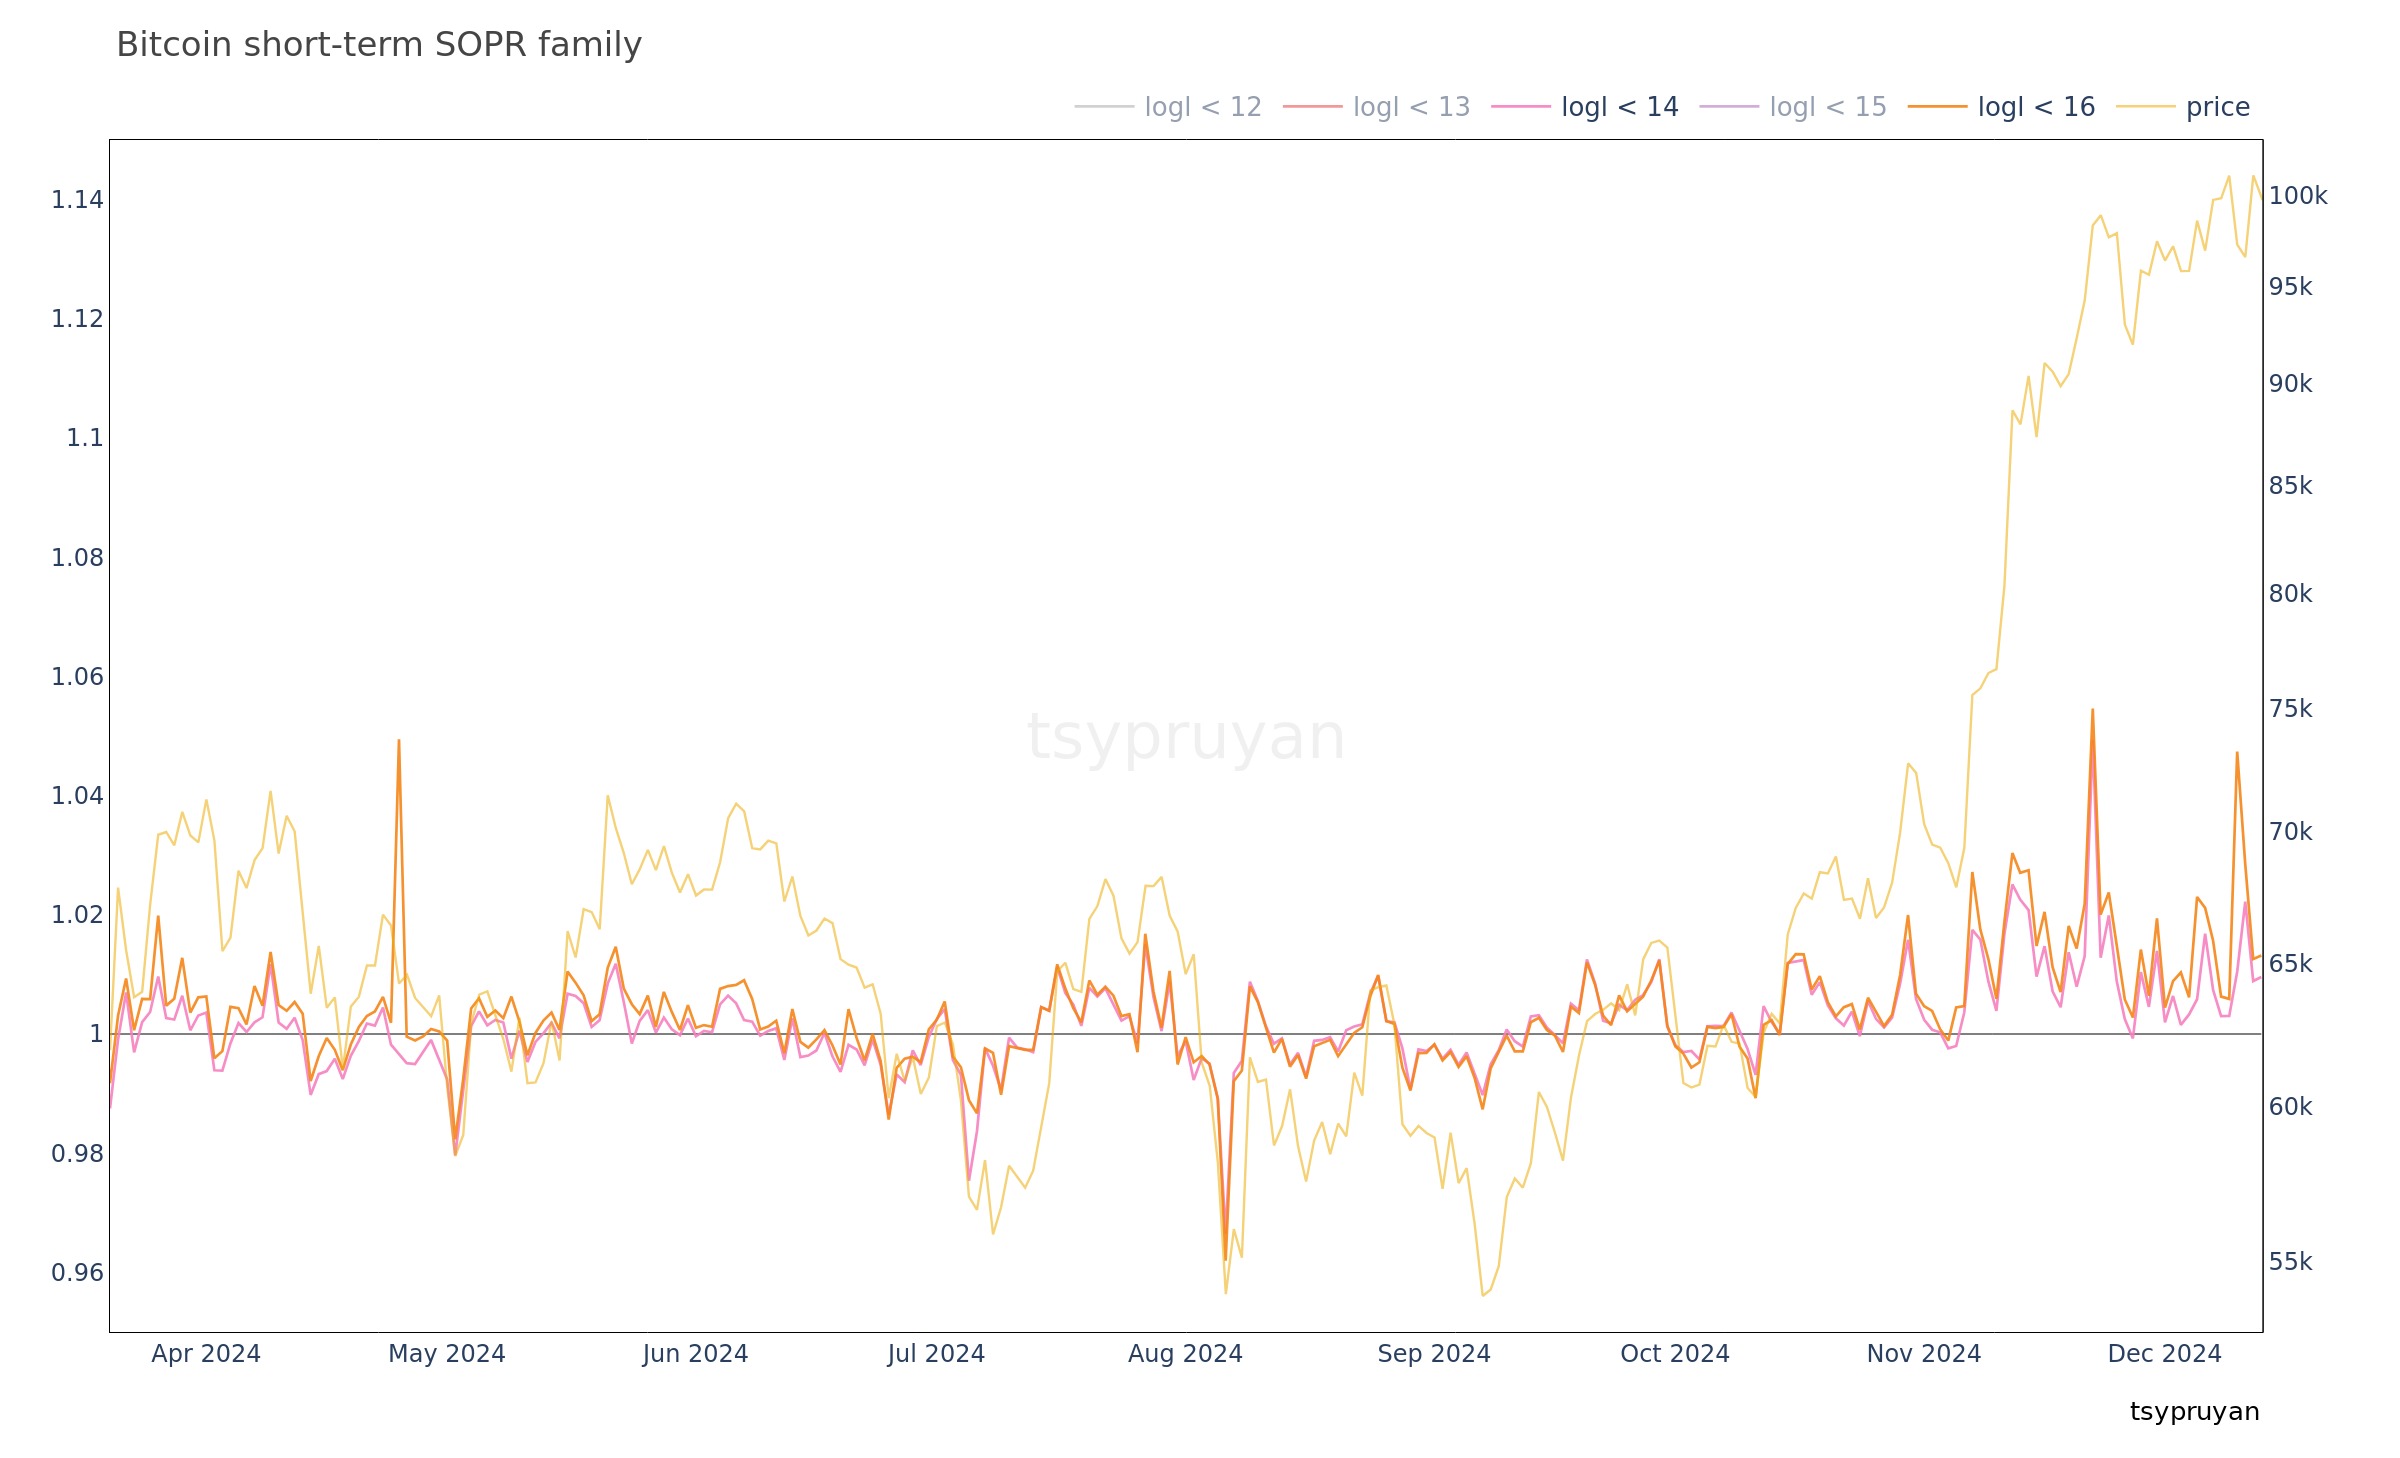 Bitcoin short-term SOPR family
logl < 12 logl < 13 logl < 14 logl < 15 logl < 16 price
1.14
1.12
1.1
1.08
1.06
1.04
1.02
1
0.98
0.96
100k
95k
90k
85k
80k
75k
70k
65k
60k
55k
tsypruyan
Apr 2024 May 2024 Jun 2024 Jul 2024 Aug 2024 Sep 2024 Oct 2024 Nov 2024 Dec 2024
tsypruyan